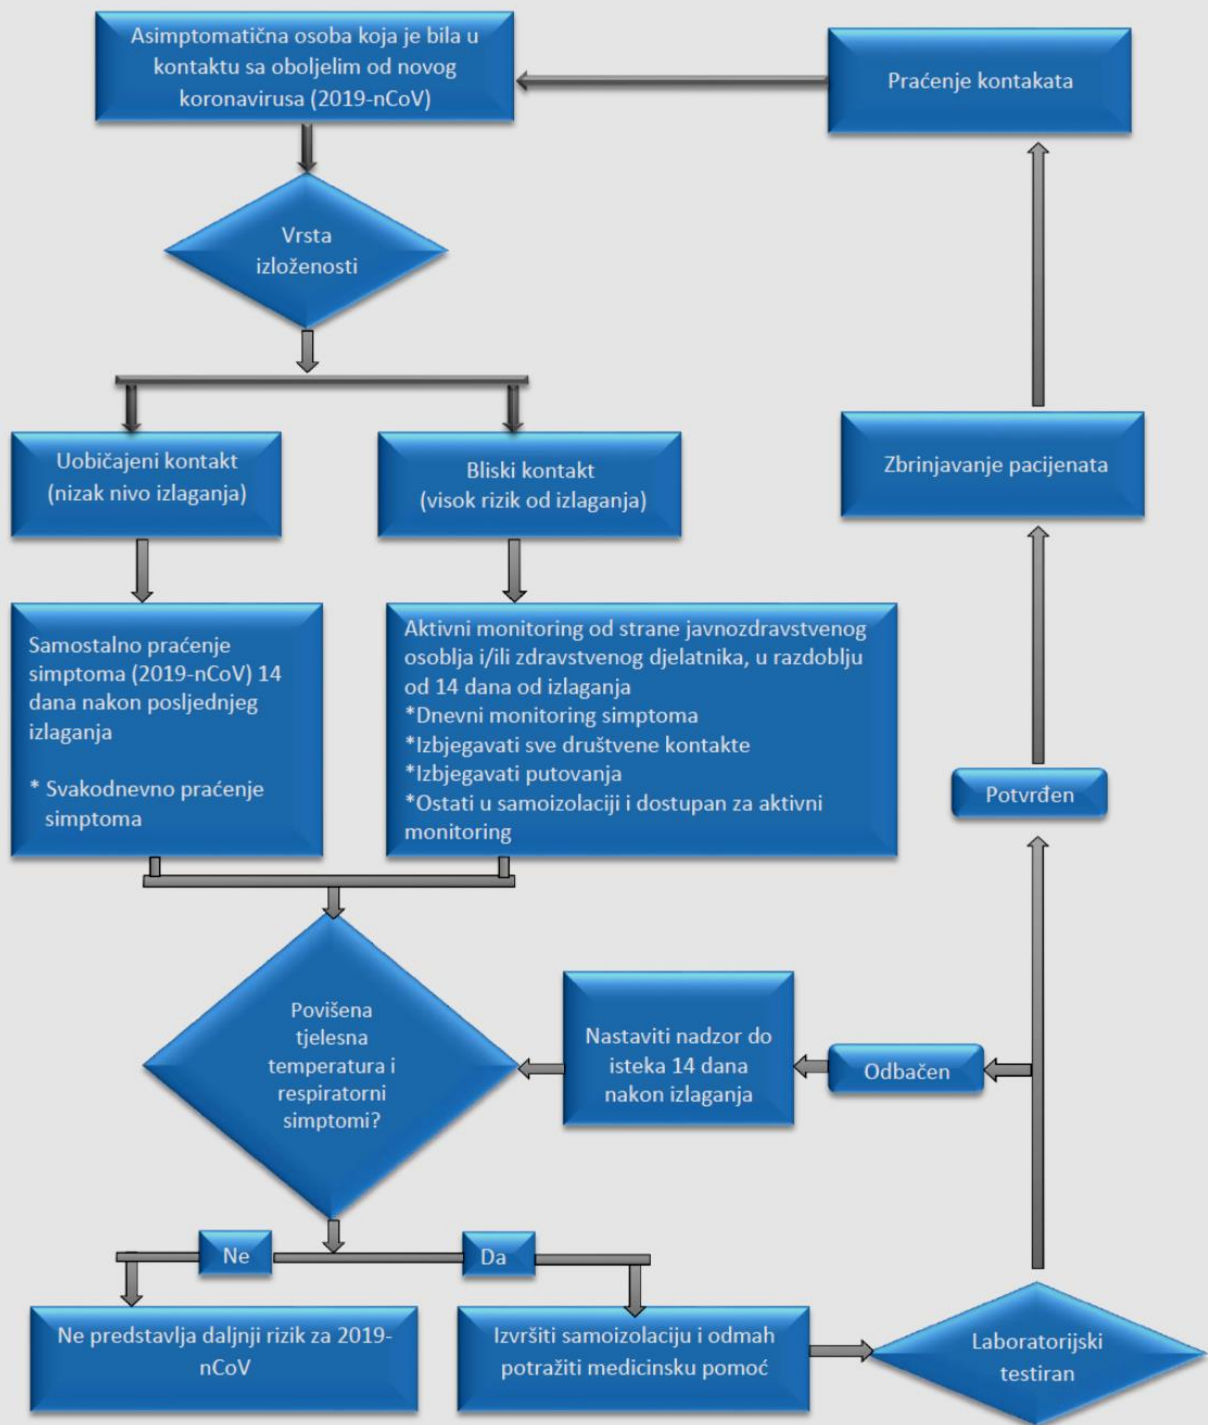 Asimptomatična osoba koja je bila u
kontaktu sa oboljelim od novog
koronavirusa (2019-nCoV)
Praćenje kontakata
Vrsta
izloženosti
Uobičajeni kontakt
(nizak nivo izlaganja)
Bliski kontakt
(visok rizik od izlaganja)
Zbrinjavanje pacijenata
Samostalno praćenje
simptoma (2019-nCoV) 14
dana nakon posljednjeg
izlaganja
* Svakodnevno praćenje
simptoma
Aktivni monitoring od strane javnozdravstvenog
osoblja i/ili zdravstvenog djelatnika, u razdoblju
od 14 dana od izlaganja
*Dnevni monitoring simptoma
*Izbjegavati sve društvene kontakte
*Izbjegavati putovanja
*Ostati u samoizolaciji i dostupan za aktivni
monitoring
Potvrđen
Povišena
tjelesna
temperatura i
respiratorni
simptomi?
Nastaviti nadzor do
isteka 14 dana
nakon izlaganja
Odbačen
Ne
Da
Ne predstavlja daljnji rizik za 2019-
nCoV
Izvršiti samoizolaciju i odmah
potražiti medicinsku pomoć
Laboratorijski
testiran